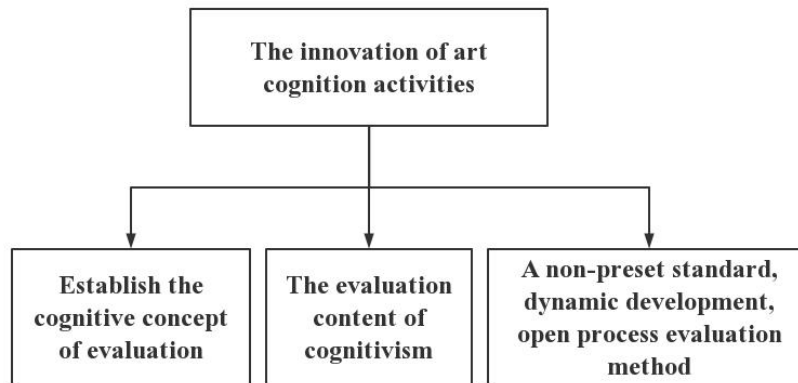 The innovation of art
cognition activities
Establish the
cognitive concept
of evaluation
The evaluation
content of
cognitivism
A non-preset standard,
dynamic development,
open process evaluation
method